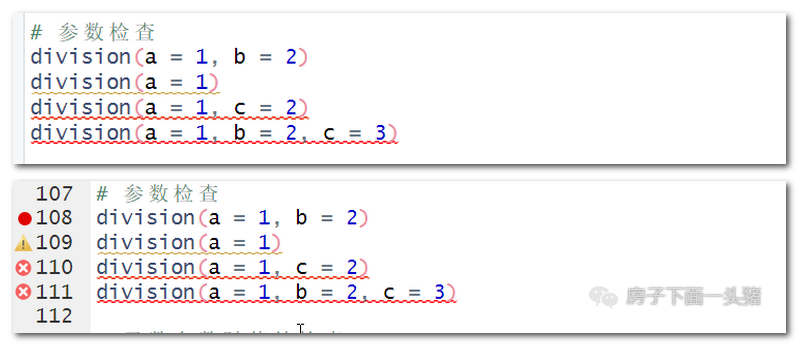 # 参数检查
division(a = 1, b = 2)
division(a = 1)
division(a = 1, c = 2)
division(a = 1, b = 2, c = 3)
107 # 参数检查
108 division(a = 1, b = 2)
109 division(a = 1)
110 division(a = 1, c = 2)
111 division(a = 1, b = 2, c = 3)
112
房子下面一头猪